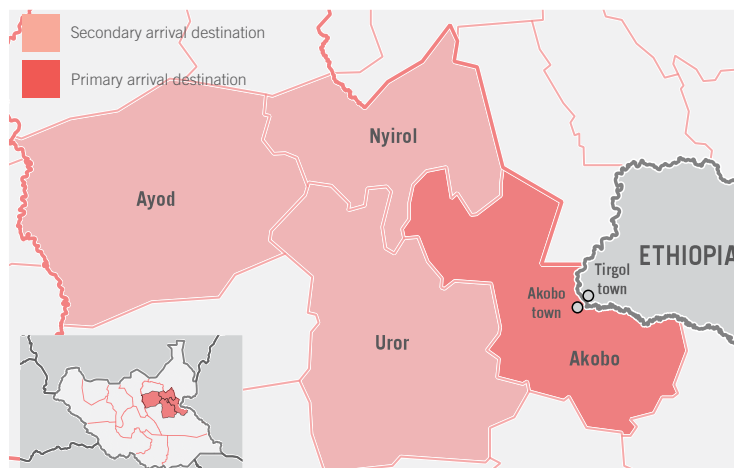 Secondary arrival destination
Primary arrival destination
Nyirol
Ayod
ETHIOPIA
Tirgol
town
Akobo
town
Uror
Akobo